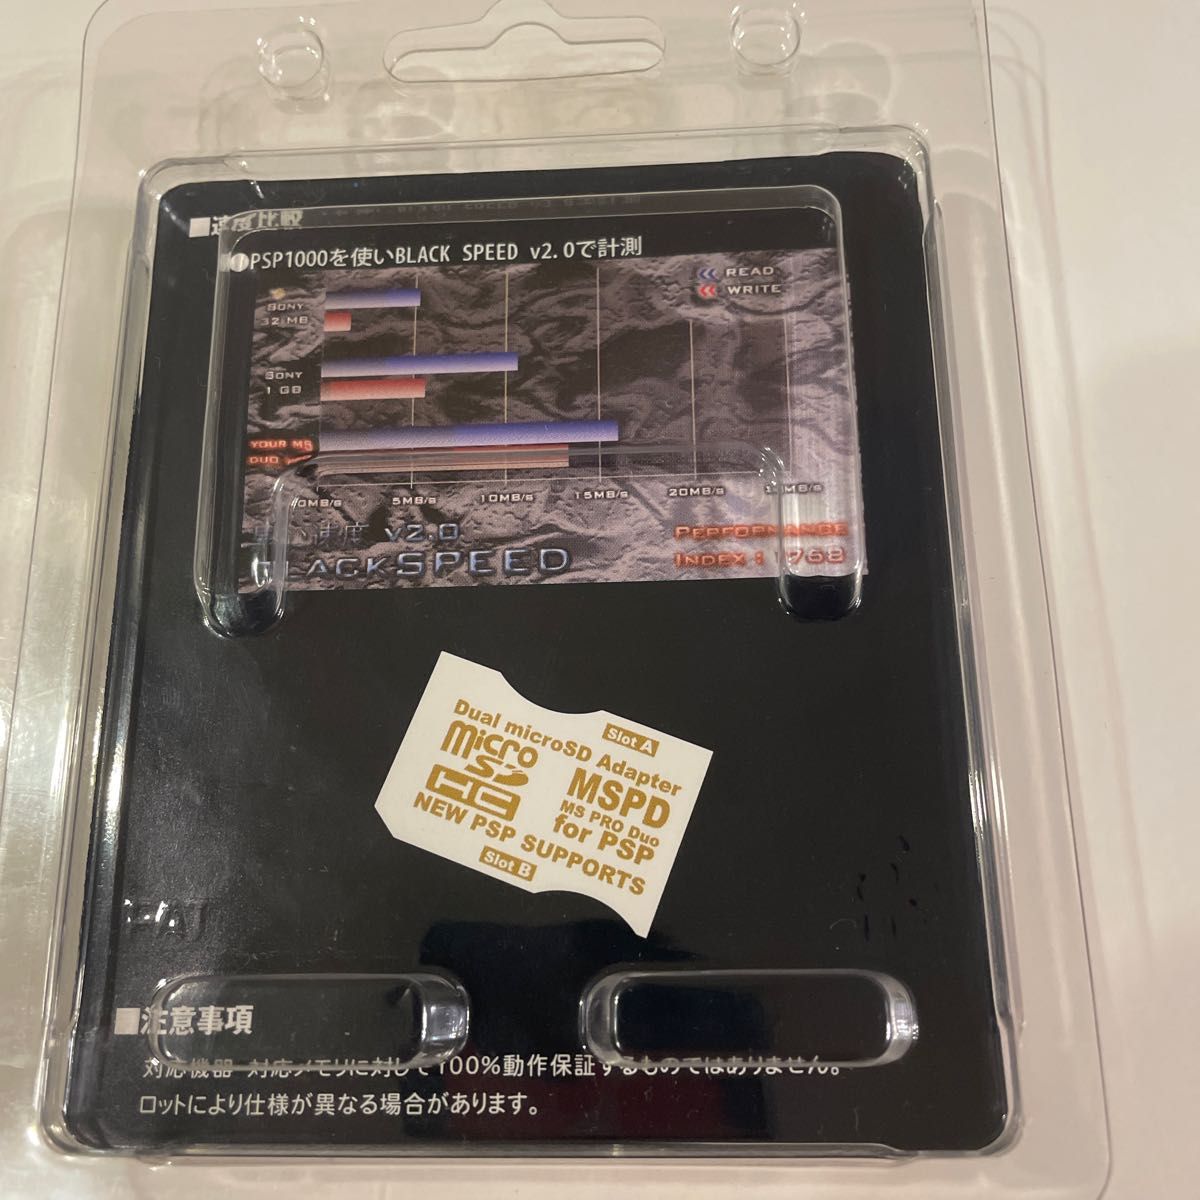 ■速度比較
❶PSP1000を使いBLACK SPEED v2.0で計測
READ
WRITE
SONY
32 MB
SONY
1 GB
YOUR MS
DUO
0MB/s 5MB/s 10MB/s 15MB/s 20MB/s
速度 v2.0
BLACKSPEED
PERFORMANCE
INDEX :
Slot A
Dual microSD Adapter
Micro
SD
HC
MSPD
MS PRO Duo
for PSP
NEW PSP SUPPORTS
Slot B
■注意事項
対応機器・対応メモリに対して100%動作保証するものではありません。
ロットにより仕様が異なる場合があります。